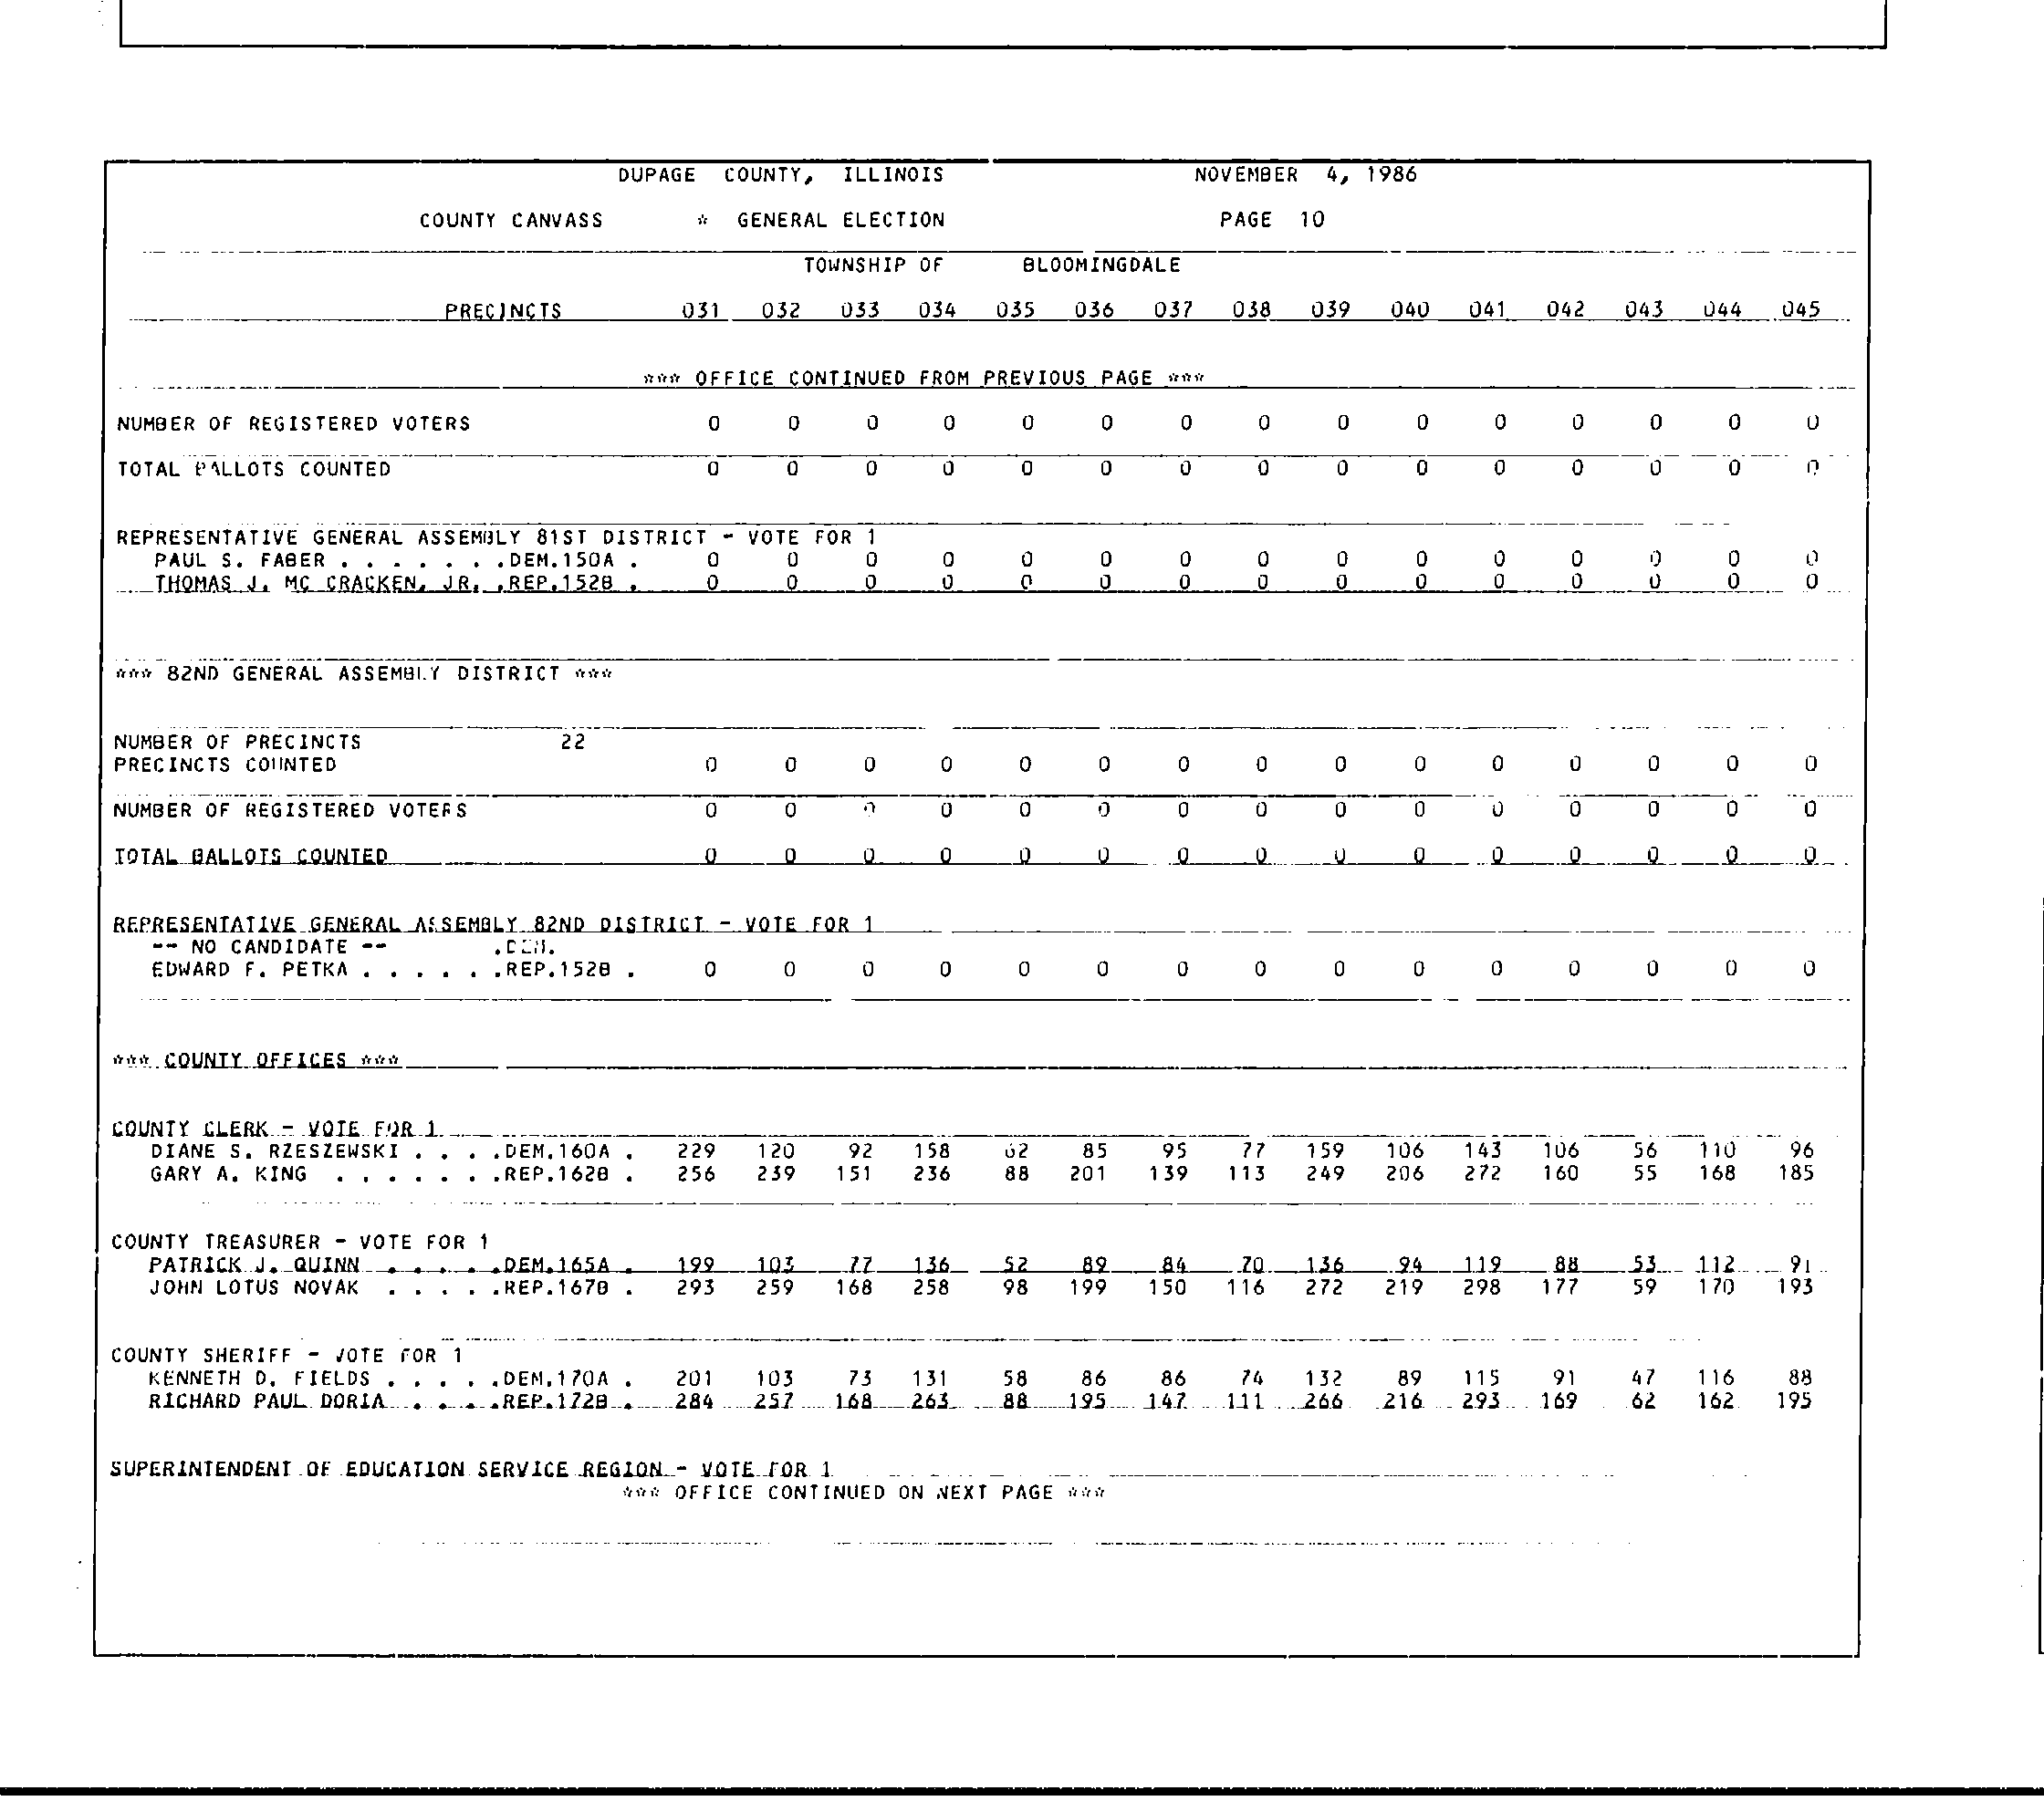 DUPAGE COUNTY, ILLINOIS NOVEMBER 4, 1986
COUNTY CANVASS * GENERAL ELECTION PAGE 10
TOWNSHIP OF BLOOMINGDALE
PRECINCTS 031 032 033 034 035 036 037 038 039 040 041 042 043 044 045
*** OFFICE CONTINUED FROM PREVIOUS PAGE ***
NUMBER OF REGISTERED VOTERS 0 0 0 0 0 0 0 0 0 0 0 0 0 0 0
TOTAL BALLOTS COUNTED 0 0 0 0 0 0 0 0 0 0 0 0 0 0 0
REPRESENTATIVE GENERAL ASSEMBLY 81ST DISTRICT - VOTE FOR 1
PAUL S. FABER . . . . . . .DEM.150A . 0 0 0 0 0 0 0 0 0 0 0 0 0 0 0
THOMAS J. MC CRACKEN, JR. .REP.152B . 0 0 0 0 0 0 0 0 0 0 0 0 0 0 0
*** 82ND GENERAL ASSEMBLY DISTRICT ***
NUMBER OF PRECINCTS 22
PRECINCTS COUNTED 0 0 0 0 0 0 0 0 0 0 0 0 0 0 0
NUMBER OF REGISTERED VOTERS 0 0 0 0 0 0 0 0 0 0 0 0 0 0 0
TOTAL BALLOTS COUNTED 0 0 0 0 0 0 0 0 0 0 0 0 0 0 0
REPRESENTATIVE GENERAL ASSEMBLY 82ND DISTRICT - VOTE FOR 1
-- NO CANDIDATE -- .DEM.
EDWARD F. PETKA . . . . . .REP.152B . 0 0 0 0 0 0 0 0 0 0 0 0 0 0 0
*** COUNTY OFFICES ***
COUNTY CLERK - VOTE FOR 1
DIANE S. RZESZEWSKI . . . .DEM.160A . 229 120 92 158 62 85 95 77 159 106 143 106 56 110 96
GARY A. KING . . . . . . .REP.162B . 256 239 151 236 88 201 139 113 249 206 272 160 55 168 185
COUNTY TREASURER - VOTE FOR 1
PATRICK J. QUINN . . . . .DEM.165A . 199 103 77 136 52 89 84 70 136 94 119 88 53 112 91
JOHN LOTUS NOVAK . . . . .REP.167B . 293 259 168 258 98 199 150 116 272 219 298 177 59 170 193
COUNTY SHERIFF - VOTE FOR 1
KENNETH D. FIELDS . . . . .DEM.170A . 201 103 73 131 58 86 86 74 132 89 115 91 47 116 88
RICHARD PAUL DORIA . . . .REP.172B . 284 257 168 263 88 195 147 111 266 216 293 169 62 162 195
SUPERINTENDENT OF EDUCATION SERVICE REGION - VOTE FOR 1
*** OFFICE CONTINUED ON NEXT PAGE ***